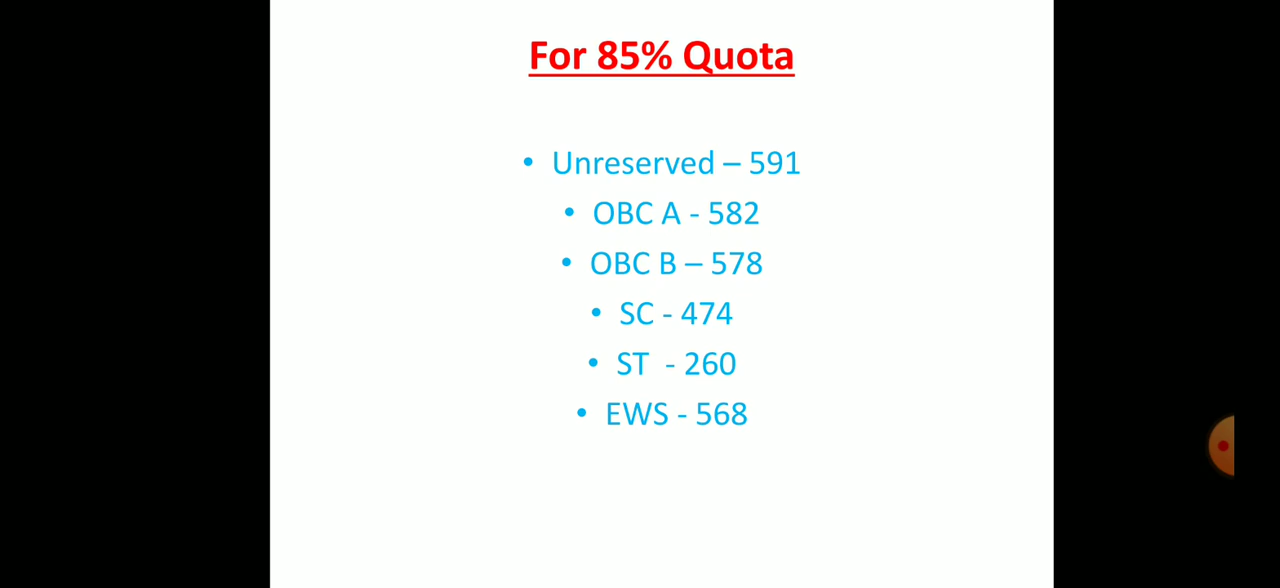 For 85% Quota
• Unreserved – 591
• OBC A - 582
• OBC B – 578
• SC - 474
• ST - 260
• EWS - 568